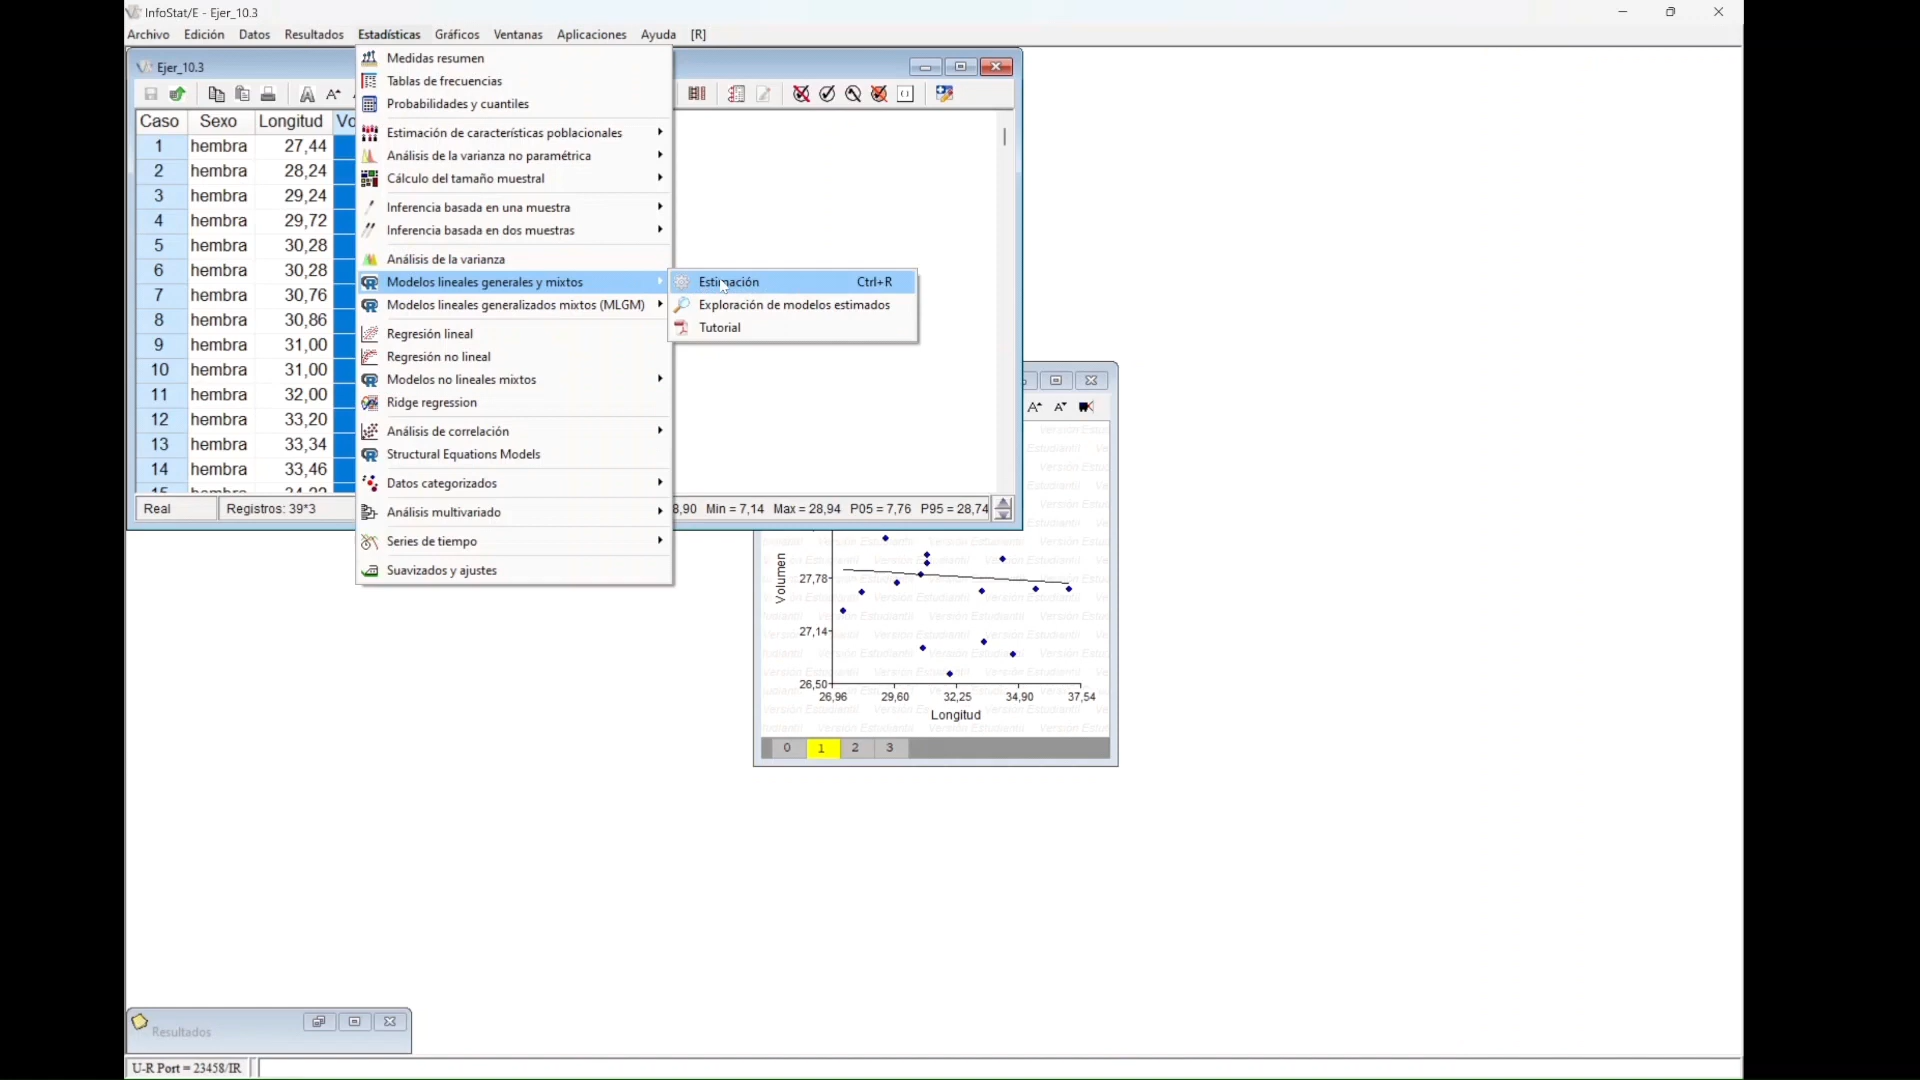 InfoStat/E - Ejer_10.3
Archivo Edición Datos Resultados Estadísticas Gráficos Ventanas Aplicaciones Ayuda [R]
Ejer_10.3
Medidas resumen
Tablas de frecuencias
Probabilidades y cuantiles
Estimación de características poblacionales
Análisis de la varianza no paramétrica
Cálculo del tamaño muestral
Inferencia basada en una muestra
Inferencia basada en dos muestras
Análisis de la varianza
Modelos lineales generales y mixtos
Modelos lineales generalizados mixtos (MLGM)
Regresión lineal
Regresión no lineal
Modelos no lineales mixtos
Ridge regression
Análisis de correlación
Structural Equations Models
Datos categorizados
Análisis multivariado
Series de tiempo
Suavizados y ajustes
Estimación Ctrl+R
Exploración de modelos estimados
Tutorial
Caso Sexo Longitud Vo
1 hembra 27,44
2 hembra 28,24
3 hembra 29,24
4 hembra 29,72
5 hembra 30,28
6 hembra 30,28
7 hembra 30,76
8 hembra 30,86
9 hembra 31,00
10 hembra 31,00
11 hembra 32,00
12 hembra 33,20
13 hembra 33,34
14 hembra 33,46
Real Registros: 39*3 8,90 Min = 7,14 Max = 28,94 P05 = 7,76 P95 = 28,74
Volumen
27,78
27,14
26,50
26,96 29,60 32,25 34,90 37,54
Longitud
0 1 2 3
Resultados
U-R Port = 23458/IR